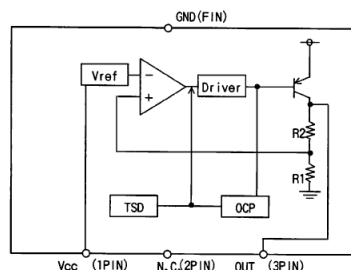 GND(FIN)
Vref
−
+
Driver
R2
R1
TSD
OCP
Vcc (1PIN) N.C.(2PIN) OUT (3PIN)